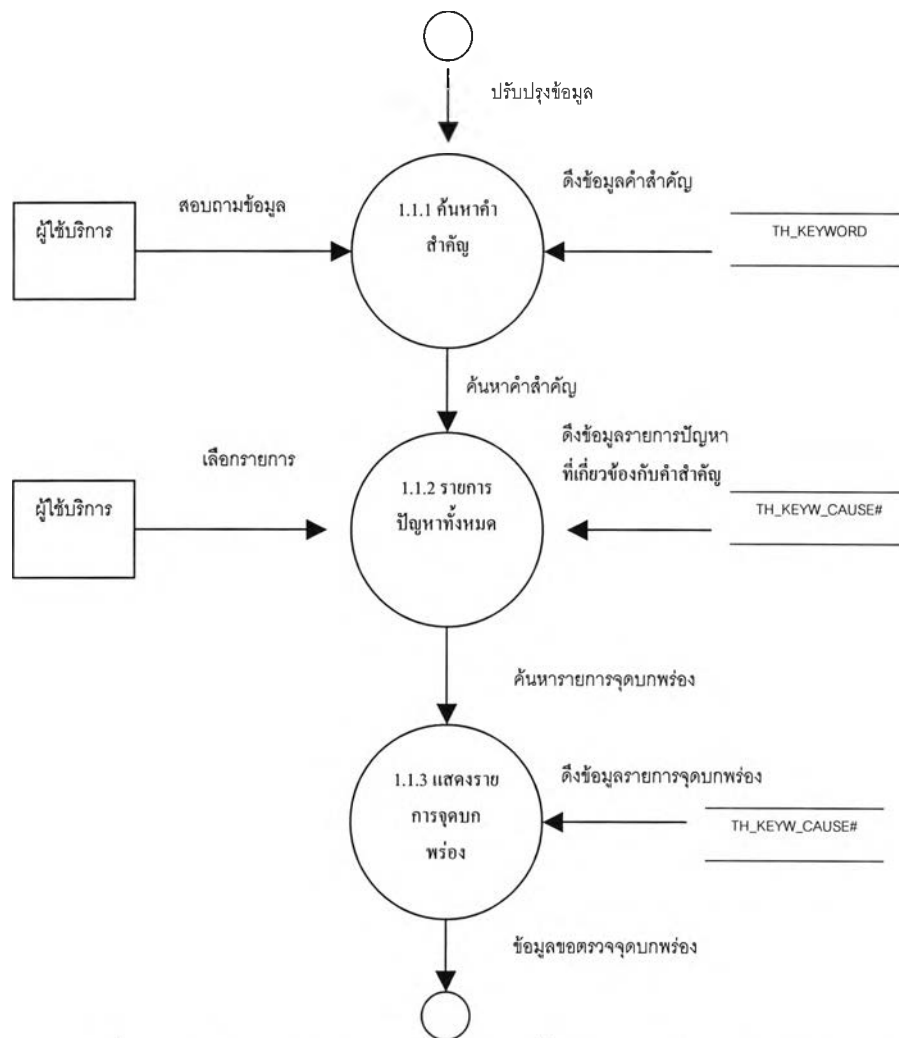 ปรับปรุงข้อมูล
ผู้ใช้บริการ
สอบถามข้อมูล
1.1.1 ค้นหาคำ
สำคัญ
ดึงข้อมูลคำสำคัญ
TH_KEYWORD
ค้นหาคำสำคัญ
ผู้ใช้บริการ
เลือกรายการ
1.1.2 รายการ
ปัญหาทั้งหมด
ดึงข้อมูลรายการปัญหา
ที่เกี่ยวข้องกับคำสำคัญ
TH_KEYW_CAUSE#
ค้นหารายการจุดบกพร่อง
1.1.3 แสดงราย
การจุดบก
พร่อง
ดึงข้อมูลรายการจุดบกพร่อง
TH_KEYW_CAUSE#
ข้อมูลขอตรวจจุดบกพร่อง